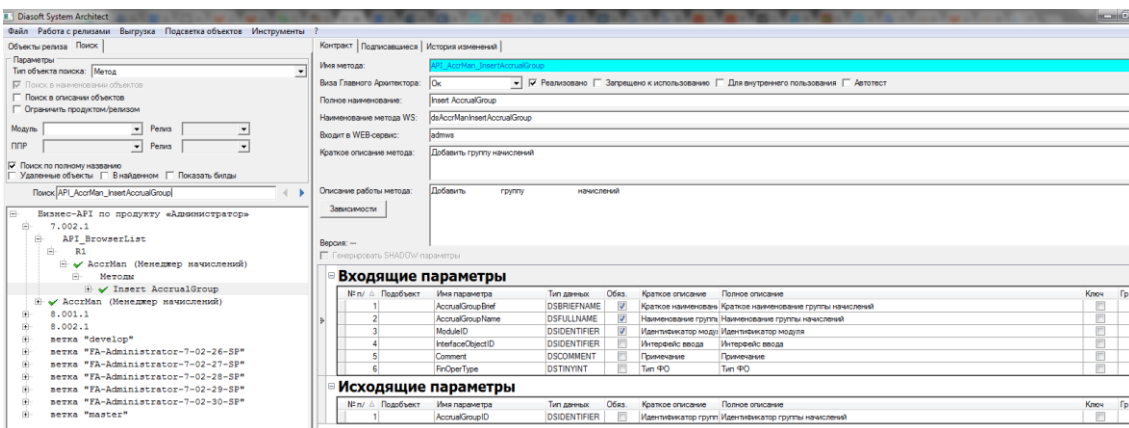 Diasoft System Architect
Файл Работа с релизами Выгрузка Подсветка объектов Инструменты ?
Объекты релиза Поиск
Параметры
Тип объекта поиска: Метод
Поиск в наименовании объектов
Поиск в описании объектов
Ограничить продуктом/релизом
Модуль Релиз
ППР Релиз
Поиск по полному названию
Удаленные объекты В найденном Показать билды
Поиск API_AccrMan_InsertAccrualGroup
Бизнес-API по продукту «Администратор»
7.002.1
API_BrowserList
R1
AccrMan (Менеджер начислений)
Методы
Insert AccrualGroup
AccrMan (Менеджер начислений)
8.001.1
8.002.1
ветка "develop"
ветка "FA-Administrator-7-02-26-SP"
ветка "FA-Administrator-7-02-27-SP"
ветка "FA-Administrator-7-02-28-SP"
ветка "FA-Administrator-7-02-29-SP"
ветка "FA-Administrator-7-02-30-SP"
ветка "master"
Контракт Подписавшиеся История изменений
Имя метода: API_AccrMan_InsertAccrualGroup
Виза Главного Архитектора: Ок Реализовано Запрещено к использованию Для внутреннего пользования Автотест
Полное наименование: Insert AccrualGroup
Наименование метода WS: dsAccrManInsertAccrualGroup
Входит в WEB-сервис: admws
Краткое описание метода: Добавить группу начислений
Описание работы метода: Добавить группу начислений
Зависимости
Версия: —
Генерировать SHADOW параметры
Входящие параметры
№ п/ Подобъект Имя параметра Тип данных Обяз. Краткое описание Полное описание Ключ Гр
1 AccrualGroupBrief DSBRIEFNAME Краткое наименован Краткое наименование группы начислений
2 AccrualGroupName DSFULLNAME Наименование групп Наименование группы начислений
3 ModuleID DSIDENTIFIER Идентификатор моду Идентификатор модуля
4 InterfaceObjectID DSIDENTIFIER Интерфейс ввода Интерфейс ввода
5 Comment DSCOMMENT Примечание Примечание
6 FinOperType DSTINYINT Тип ФО Тип ФО
Исходящие параметры
№ п/ Подобъект Имя параметра Тип данных Обяз. Краткое описание Полное описание Ключ Гр
1 AccrualGroupID DSIDENTIFIER Идентификатор групп Идентификатор группы начислений